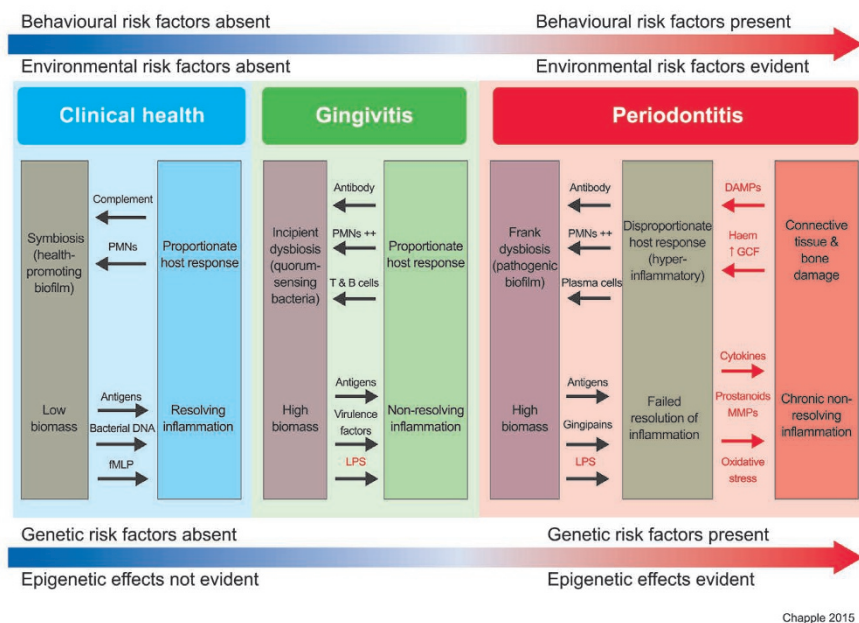 Behavioural risk factors absent
Behavioural risk factors present
Environmental risk factors absent
Environmental risk factors evident
Clinical health
Complement
PMNs
Symbiosis
(health-
promoting
biofilm)
Proportionate
host response
Antigens
Bacterial DNA
fMLP
Low
biomass
Resolving
inflammation
Gingivitis
Antibody
PMNs ++
T & B cells
Incipient
dysbiosis
(quorum-
sensing
bacteria)
Proportionate
host response
Antigens
Virulence
factors
LPS
High
biomass
Non-resolving
inflammation
Periodontitis
Antibody
PMNs ++
Plasma cells
Frank
dysbiosis
(pathogenic
biofilm)
Disproportionate
host response
(hyper-
inflammatory)
DAMPs
Haem
↑ GCF
Connective
tissue &
bone
damage
Antigens
Gingipains
LPS
High
biomass
Failed
resolution of
inflammation
Cytokines
Prostanoids
MMPs
Oxidative
stress
Chronic non-
resolving
inflammation
Genetic risk factors absent
Genetic risk factors present
Epigenetic effects not evident
Epigenetic effects evident
Chapple 2015